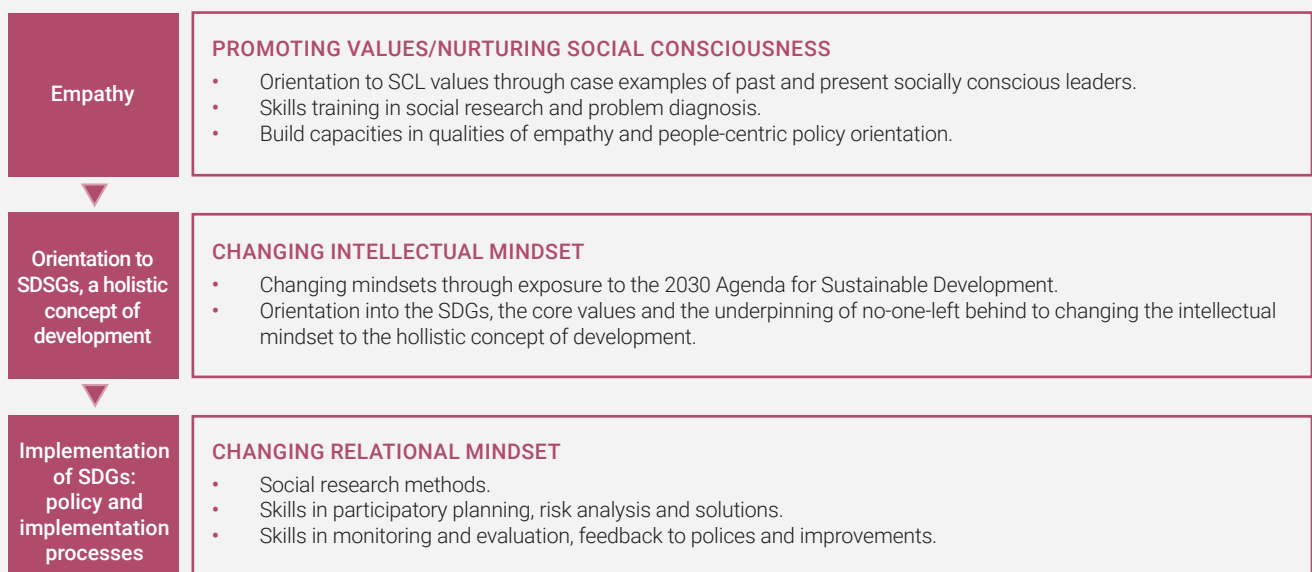 Empathy
PROMOTING VALUES/NURTURING SOCIAL CONSCIOUSNESS
• Orientation to SCL values through case examples of past and present socially conscious leaders.
• Skills training in social research and problem diagnosis.
• Build capacities in qualities of empathy and people-centric policy orientation.
Orientation to
SDSGs, a holistic
concept of
development
CHANGING INTELLECTUAL MINDSET
• Changing mindsets through exposure to the 2030 Agenda for Sustainable Development.
• Orientation into the SDGs, the core values and the underpinning of no-one-left behind to changing the intellectual
mindset to the hollistic concept of development.
Implementation
of SDGs:
policy and
implementation
processes
CHANGING RELATIONAL MINDSET
• Social research methods.
• Skills in participatory planning, risk analysis and solutions.
• Skills in monitoring and evaluation, feedback to polices and improvements.